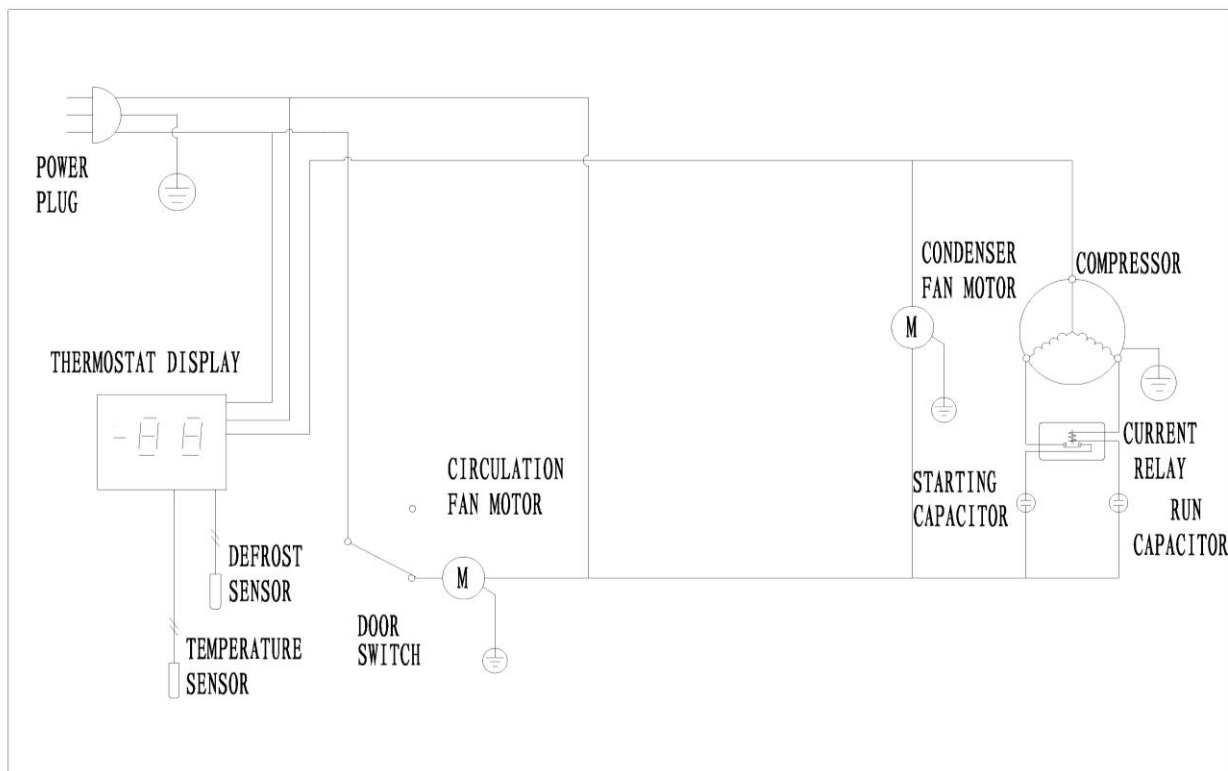 POWER
PLUG
THERMOSTAT DISPLAY
-88
DEFROST
SENSOR
TEMPERATURE
SENSOR
CIRCULATION
FAN MOTOR
M
DOOR
SWITCH
CONDENSER
FAN MOTOR
M
COMPRESSOR
CURRENT
RELAY
STARTING
CAPACITOR
RUN
CAPACITOR